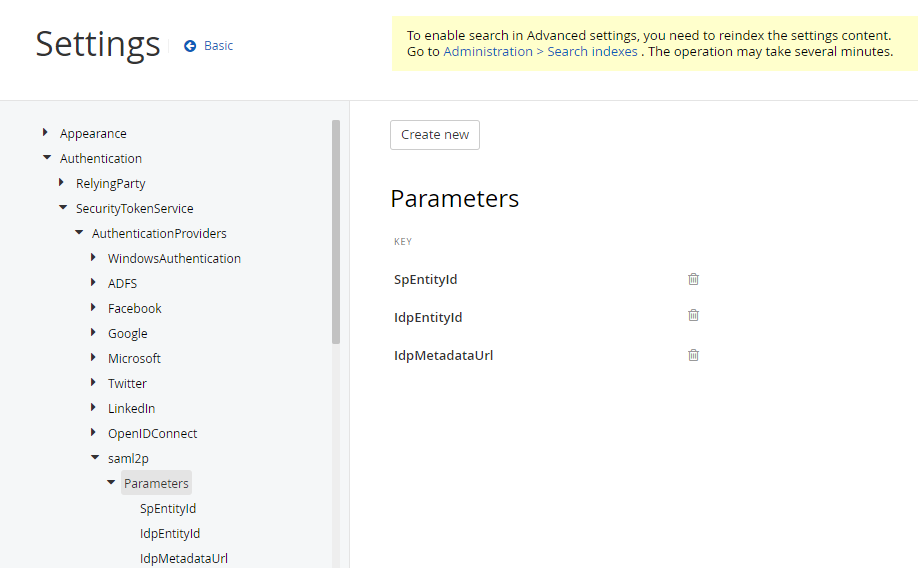 Settings
Basic
To enable search in Advanced settings, you need to reindex the settings content.
Go to Administration > Search indexes . The operation may take several minutes.
Appearance
Authentication
RelyingParty
SecurityTokenService
AuthenticationProviders
WindowsAuthentication
ADFS
Facebook
Google
Microsoft
Twitter
LinkedIn
OpenIDConnect
saml2p
Parameters
SpEntityId
IdpEntityId
IdpMetadataUrl
Create new
Parameters
KEY
SpEntityId
IdpEntityId
IdpMetadataUrl